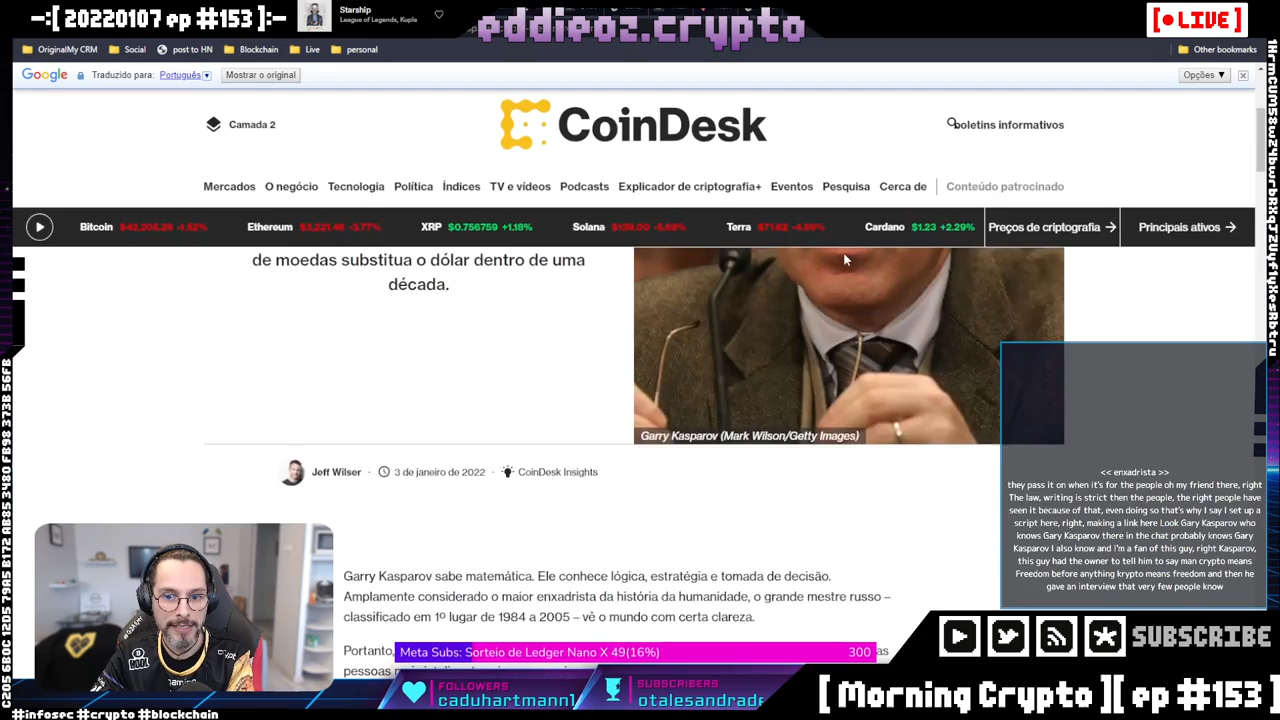 -:[ 20220107 ep #153 ]:-
Starship
League of Legends, Kupla
eddieoz.crypto
[● LIVE ]
OriginalMy CRM
Social
post to HN
Blockchain
Live
personal
Other bookmarks
Google
Traduzido para:
Português
Mostrar o original
Opções ▼
Camada 2
CoinDesk
boletins informativos
Mercados
O negócio
Tecnologia
Política
Índices
TV e vídeos
Podcasts
Explicador de criptografia+
Eventos
Pesquisa
Cerca de
Conteúdo patrocinado
Bitcoin
Ethereum
XRP $0.756759 +1.18%
Solana
Terra
Cardano $1.23 +2.29%
Preços de criptografia →
Principais ativos →
de moedas substitua o dólar dentro de uma
década.
Garry Kasparov (Mark Wilson/Getty Images)
Jeff Wilser · 3 de janeiro de 2022 · CoinDesk Insights
Garry Kasparov sabe matemática. Ele conhece lógica, estratégia e tomada de decisão.
Amplamente considerado o maior enxadrista da história da humanidade, o grande mestre russo –
classificado em 1º lugar de 1984 a 2005 – vê o mundo com certa clareza.
Portanto,
<< enxadrista >>
they pass it on when it's for the people oh my friend there, right
The law, writing is strict then the people, the right people have
seen it because of that, even doing so that's why I say I set up a
script here, right, making a link here Look Gary Kasparov who
knows Gary Kasparov there in the chat probably knows Gary
Kasparov I also know and I'm a fan of this guy, right Kasparov,
this guy had the owner to tell him to say man crypto means
Freedom before anything krypto means freedom and then he
gave an interview that very few people know
Meta Subs: Sorteio de Ledger Nano X 49(16%)
300
FOLLOWERS
caduhartmann1
SUBSCRIBERS
otalesandrade
SUBSCRIBE
[ Morning Crypto ][ ep #153 ]
#infosec #crypto #blockchain